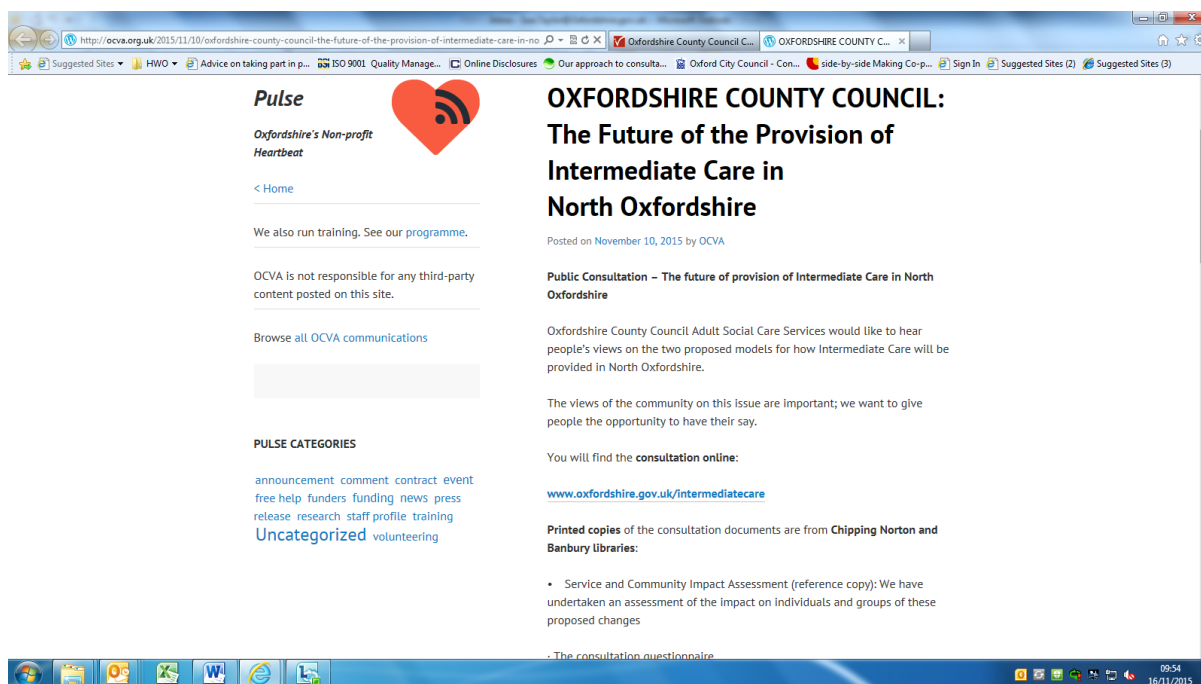 http://ocva.org.uk/2015/11/10/oxfordshire-county-council-the-future-of-the-provision-of-intermediate-care-in-no
Oxfordshire County Council C...
OXFORDSHIRE COUNTY C...
Suggested Sites
HWO
Advice on taking part in p...
ISO 9001 Quality Manage...
Online Disclosures
Our approach to consulta...
Oxford City Council - Con...
side-by-side Making Co-p...
Sign In
Suggested Sites (2)
Suggested Sites (3)
Pulse
Oxfordshire's Non-profit
Heartbeat
< Home
We also run training. See our programme.
OCVA is not responsible for any third-party
content posted on this site.
Browse all OCVA communications
PULSE CATEGORIES
announcement comment contract event
free help funders funding news press
release research staff profile training
Uncategorized volunteering
OXFORDSHIRE COUNTY COUNCIL:
The Future of the Provision of
Intermediate Care in
North Oxfordshire
Posted on November 10, 2015 by OCVA
Public Consultation – The future of provision of Intermediate Care in North
Oxfordshire
Oxfordshire County Council Adult Social Care Services would like to hear
people's views on the two proposed models for how Intermediate Care will be
provided in North Oxfordshire.
The views of the community on this issue are important; we want to give
people the opportunity to have their say.
You will find the consultation online:
www.oxfordshire.gov.uk/intermediatecare
Printed copies of the consultation documents are from Chipping Norton and
Banbury libraries:
• Service and Community Impact Assessment (reference copy): We have
undertaken an assessment of the impact on individuals and groups of these
proposed changes
· The consultation questionnaire
09:54
16/11/2015